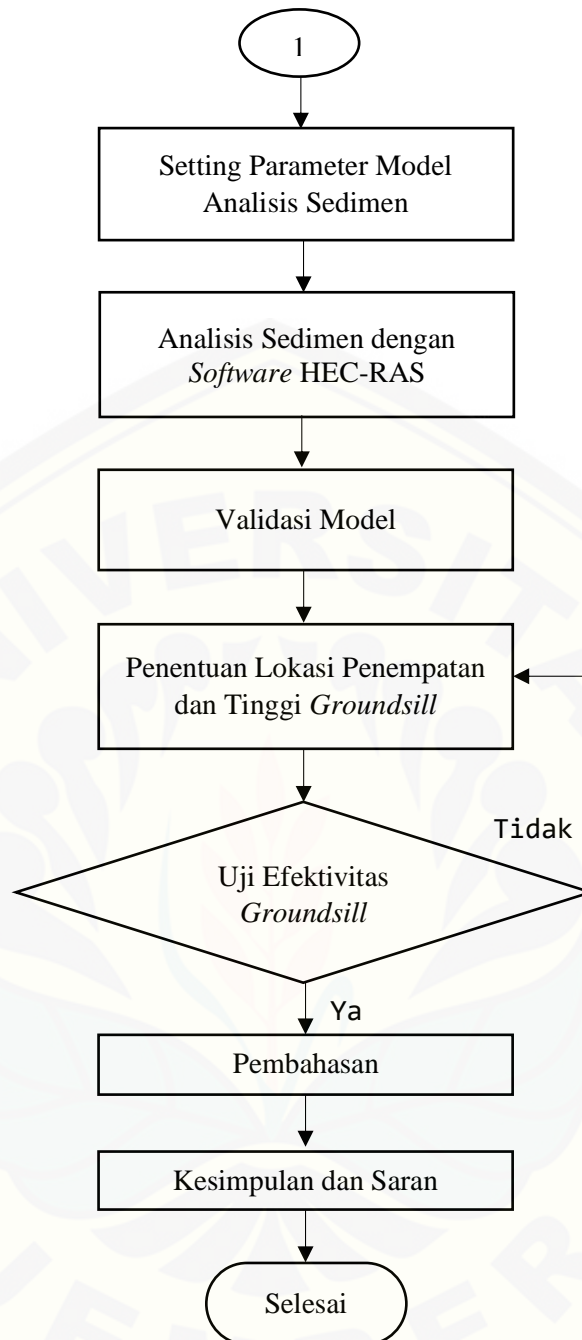 1
Setting Parameter Model
Analisis Sedimen
Analisis Sedimen dengan
Software HEC-RAS
Validasi Model
Penentuan Lokasi Penempatan
dan Tinggi Groundsill
Tidak
Uji Efektivitas
Groundsill
Ya
Pembahasan
Kesimpulan dan Saran
Selesai